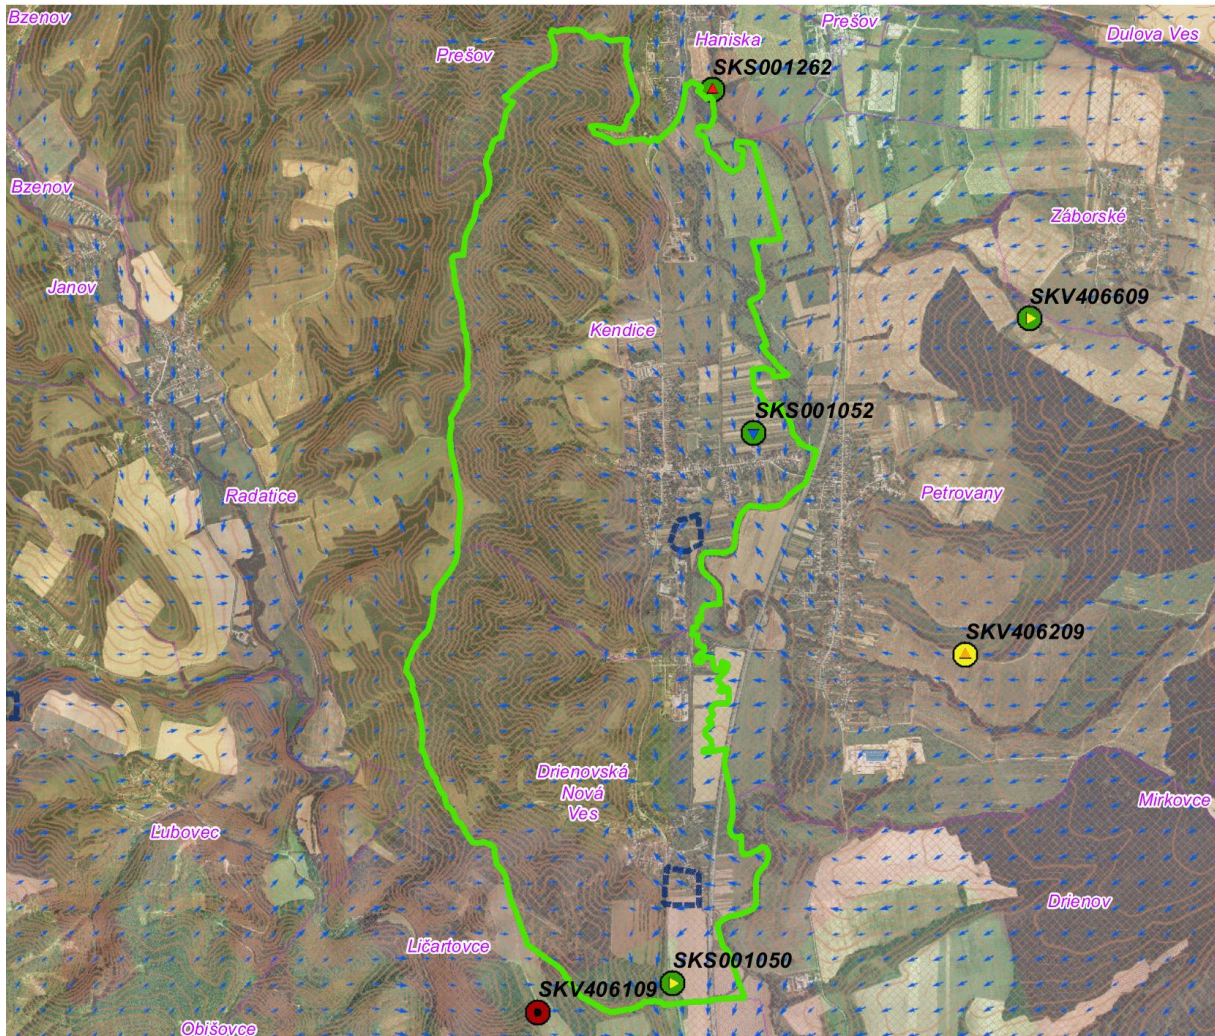 Bzenov
Prešov
Haniska
Prešov
Dulova Ves
SKS001262
Bzenov
Záborské
Janov
SKV406609
Kendice
SKS001052
Radatice
Petrovany
SKV406209
Drienovská
Nová
Ves
Mirkovce
Ľubovec
Drienov
Ličartovce
SKS001050
SKV406109
Obišovce